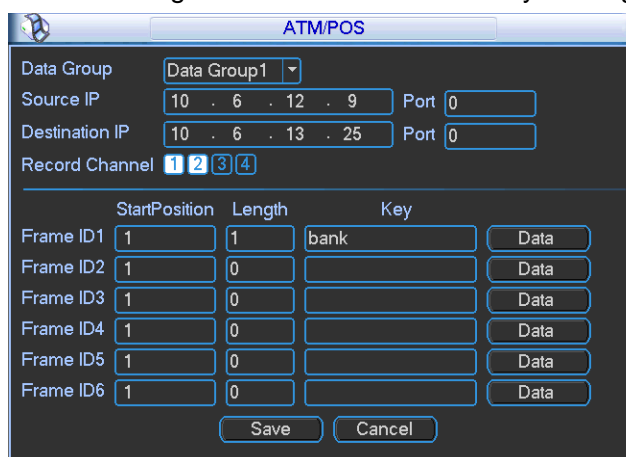 ATM/POS
Data Group Data Group1
Source IP 10 . 6 . 12 . 9 Port 0
Destination IP 10 . 6 . 13 . 25 Port 0
Record Channel 1 2 3 4
StartPosition Length Key
Frame ID1 1 1 bank Data
Frame ID2 1 0 Data
Frame ID3 1 0 Data
Frame ID4 1 0 Data
Frame ID5 1 0 Data
Frame ID6 1 0 Data
Save Cancel